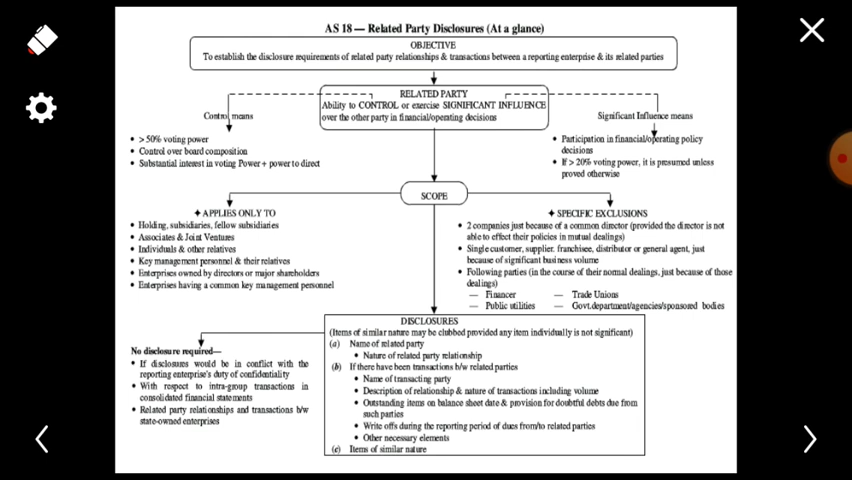 AS 18 — Related Party Disclosures (At a glance)
OBJECTIVE
To establish the disclosure requirements of related party relationships & transactions between a reporting enterprise & its related parties
RELATED PARTY
Ability to CONTROL or exercise SIGNIFICANT INFLUENCE
over the other party in financial/operating decisions
Control means
• > 50% voting power
• Control over board composition
• Substantial interest in voting Power + power to direct
Significant Influence means
• Participation in financial/operating policy
decisions
• If > 20% voting power, it is presumed unless
proved otherwise
SCOPE
✦ APPLIES ONLY TO
• Holding, subsidiaries, fellow subsidiaries
• Associates & Joint Ventures
• Individuals & other relatives
• Key management personnel & their relatives
• Enterprises owned by directors or major shareholders
• Enterprises having a common key management personnel
✦ SPECIFIC EXCLUSIONS
• 2 companies just because of a common director (provided the director is not
able to effect their policies in mutual dealings)
• Single customer, supplier. franchisee, distributor or general agent, just
because of significant business volume
• Following parties (in the course of their normal dealings, just because of those
dealings)
— Financer — Trade Unions
— Public utilities — Govt.department/agencies/sponsored bodies
DISCLOSURES
(Items of similar nature may be clubbed provided any item individually is not significant)
(a) Name of related party
• Nature of related party relationship
(b) If there have been transactions b/w related parties
• Name of transacting party
• Description of relationship & nature of transactions including volume
• Outstanding items on balance sheet date & provision for doubtful debts due from
such parties
• Write offs during the reporting period of dues from/to related parties
• Other necessary elements
(c) Items of similar nature
No disclosure required—
• If disclosures would be in conflict with the
reporting enterprise's duty of confidentiality
• With respect to intra-group transactions in
consolidated financial statements
• Related party relationships and transactions b/w
state-owned enterprises